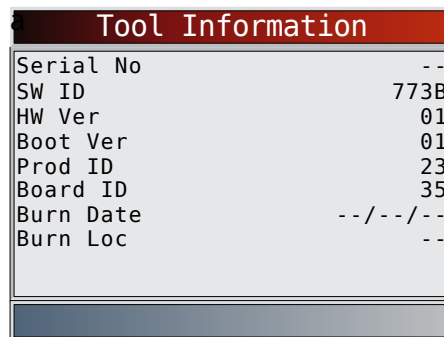 a Tool Information
Serial No --
SW ID 773B
HW Ver 01
Boot Ver 01
Prod ID 23
Board ID 35
Burn Date --/--/--
Burn Loc --